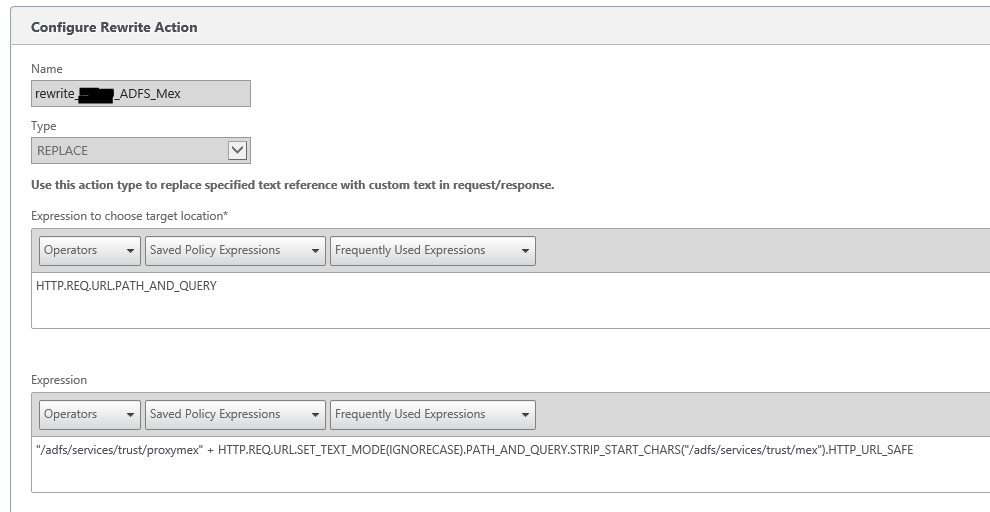 Configure Rewrite Action
Name
rewrite_ _ADFS_Mex
Type
REPLACE
Use this action type to replace specified text reference with custom text in request/response.
Expression to choose target location*
Operators Saved Policy Expressions Frequently Used Expressions
HTTP.REQ.URL.PATH_AND_QUERY
Expression
Operators Saved Policy Expressions Frequently Used Expressions
"/adfs/services/trust/proxymex" + HTTP.REQ.URL.SET_TEXT_MODE(IGNORECASE).PATH_AND_QUERY.STRIP_START_CHARS("/adfs/services/trust/mex").HTTP_URL_SAFE